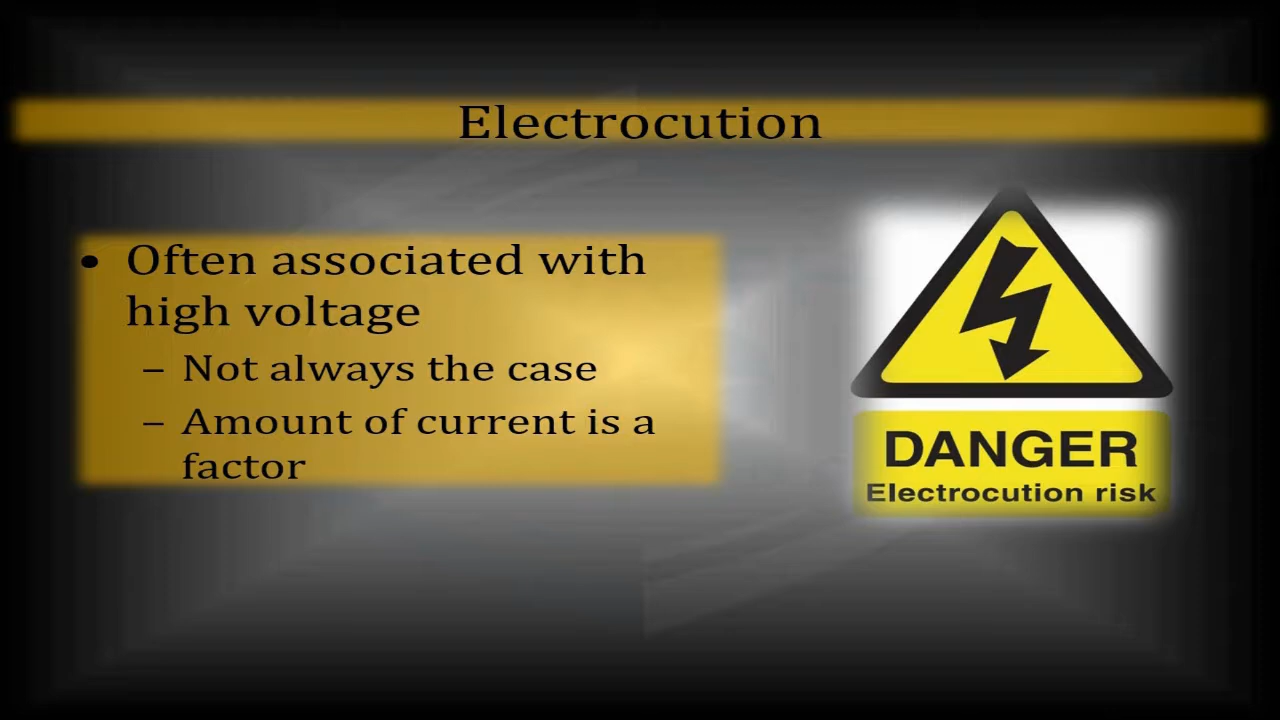 Electrocution
• Often associated with
high voltage
– Not always the case
– Amount of current is a
factor
DANGER
Electrocution risk